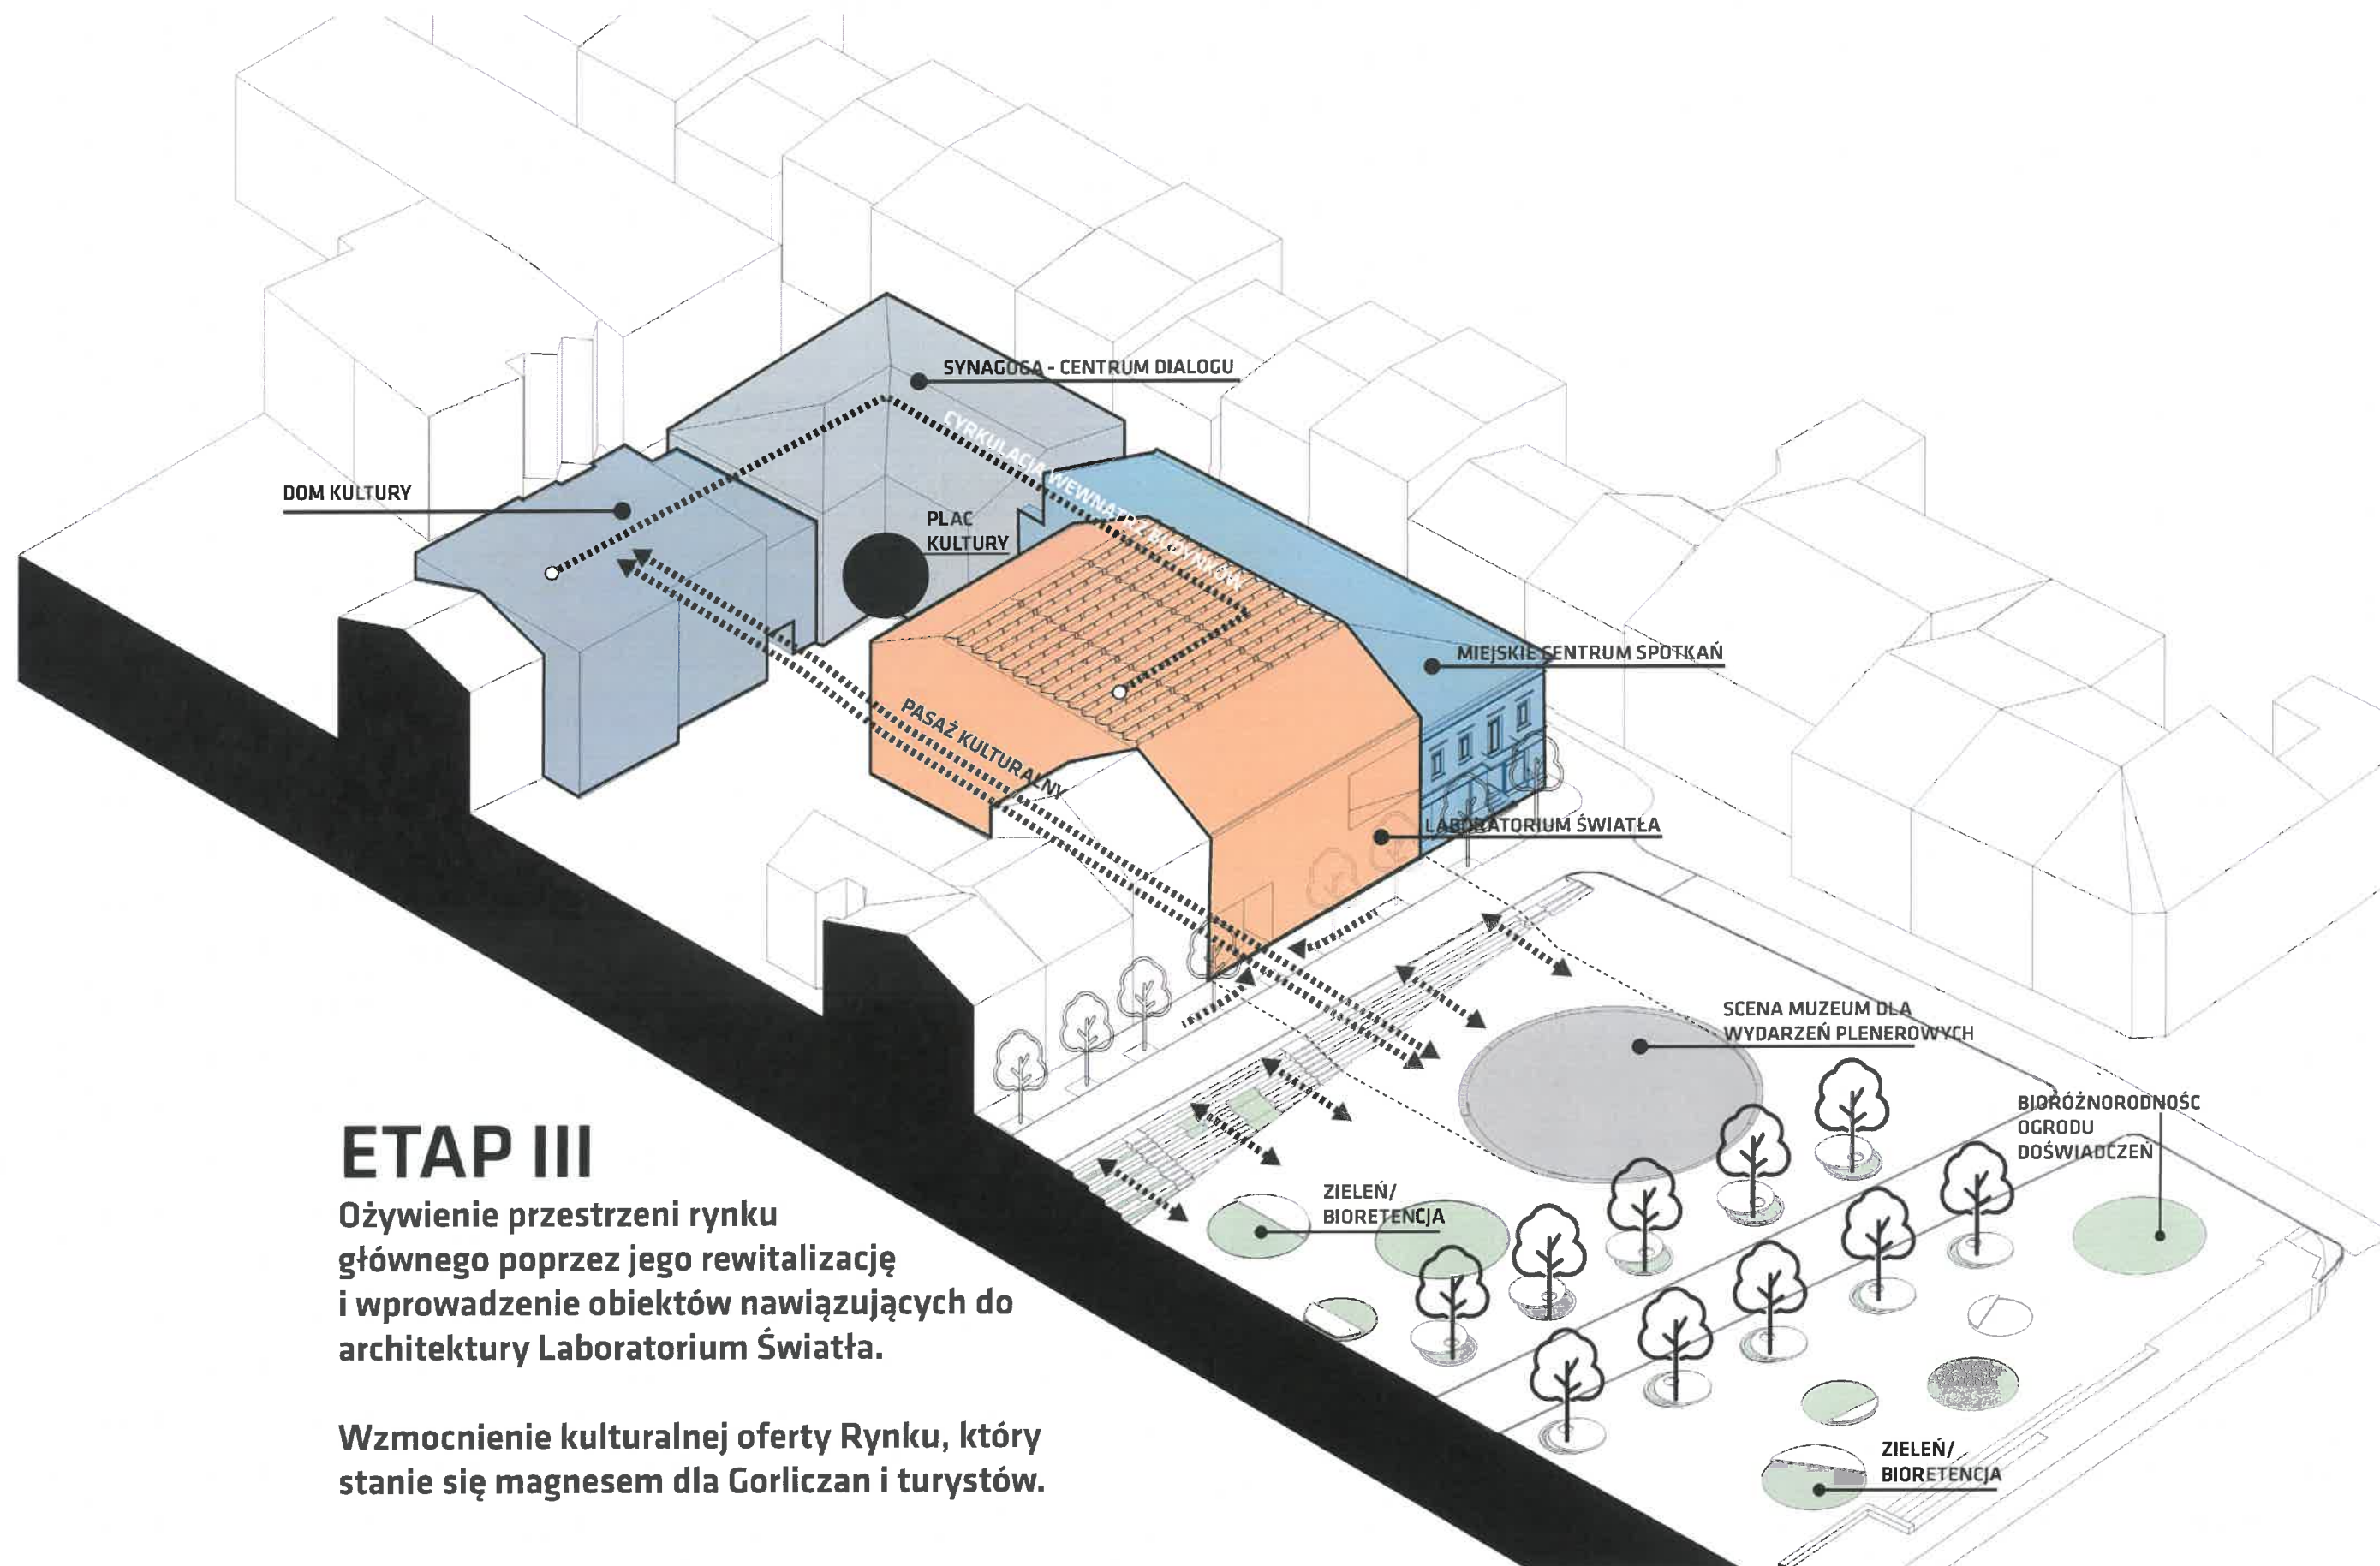 SYNAGOGA - CENTRUM DIALOGU
CYRKULACJA WEWNĄTRZ BUDYNKÓW
DOM KULTURY
PLAC
KULTURY
MIEJSKIE CENTRUM SPOTKAŃ
PASAŻ KULTURALNY
LABORATORIUM ŚWIATŁA
SCENA MUZEUM DLA
WYDARZEŃ PLENEROWYCH
BIORÓŻNORODNOŚC
OGRODU
DOŚWIADCZEŃ
ZIELEŃ/
BIORETENCJA
ETAP III
Ożywienie przestrzeni rynku
głównego poprzez jego rewitalizację
i wprowadzenie obiektów nawiązujących do
architektury Laboratorium Światła.
Wzmocnienie kulturalnej oferty Rynku, który
stanie się magnesem dla Gorliczan i turystów.
ZIELEŃ/
BIORETENCJA